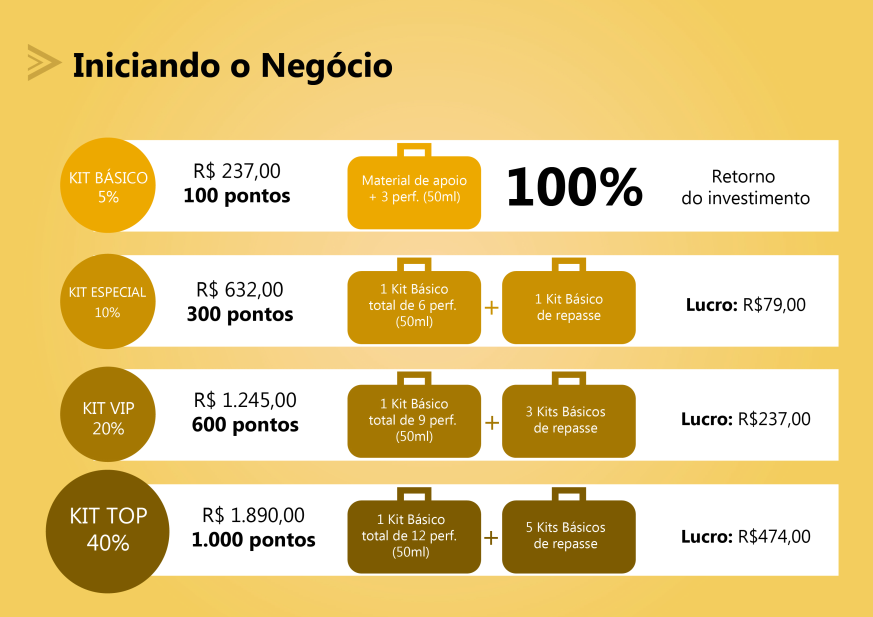 Iniciando o Negócio
KIT BÁSICO
5%
R$ 237,00
100 pontos
Material de apoio
+ 3 perf. (50ml)
100%
Retorno
do investimento
KIT ESPECIAL
10%
R$ 632,00
300 pontos
1 Kit Básico
total de 6 perf.
(50ml)
+
1 Kit Básico
de repasse
Lucro: R$79,00
KIT VIP
20%
R$ 1.245,00
600 pontos
1 Kit Básico
total de 9 perf.
(50ml)
+
3 Kits Básicos
de repasse
Lucro: R$237,00
KIT TOP
40%
R$ 1.890,00
1.000 pontos
1 Kit Básico
total de 12 perf.
(50ml)
+
5 Kits Básicos
de repasse
Lucro: R$474,00